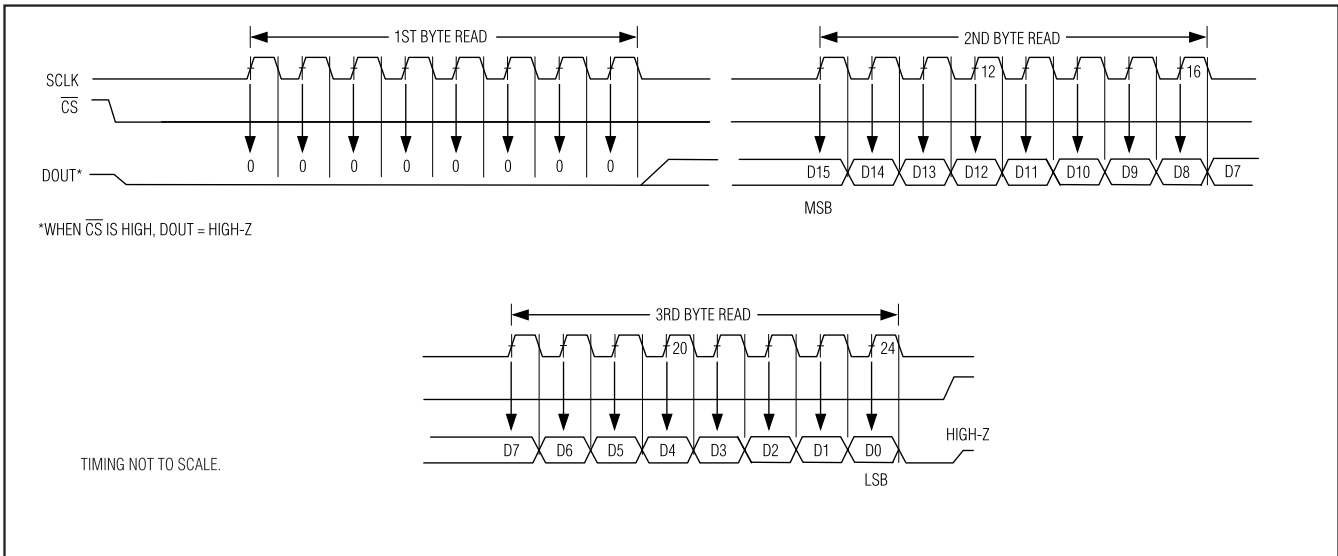 1ST BYTE READ
2ND BYTE READ
SCLK
12
16
C̅S̅
0 0 0 0 0 0 0 0
DOUT*
D15 D14 D13 D12 D11 D10 D9 D8 D7
MSB
*WHEN C̅S̅ IS HIGH, DOUT = HIGH-Z
3RD BYTE READ
20
24
HIGH-Z
D7 D6 D5 D4 D3 D2 D1 D0
TIMING NOT TO SCALE.
LSB